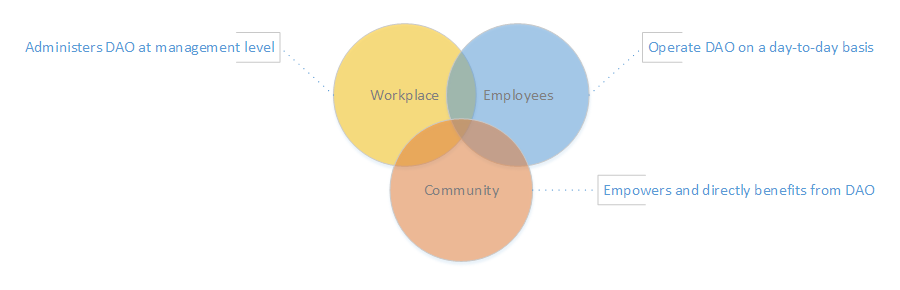 Administers DAO at management level
Operate DAO on a day-to-day basis
Workplace
Employees
Community
Empowers and directly benefits from DAO